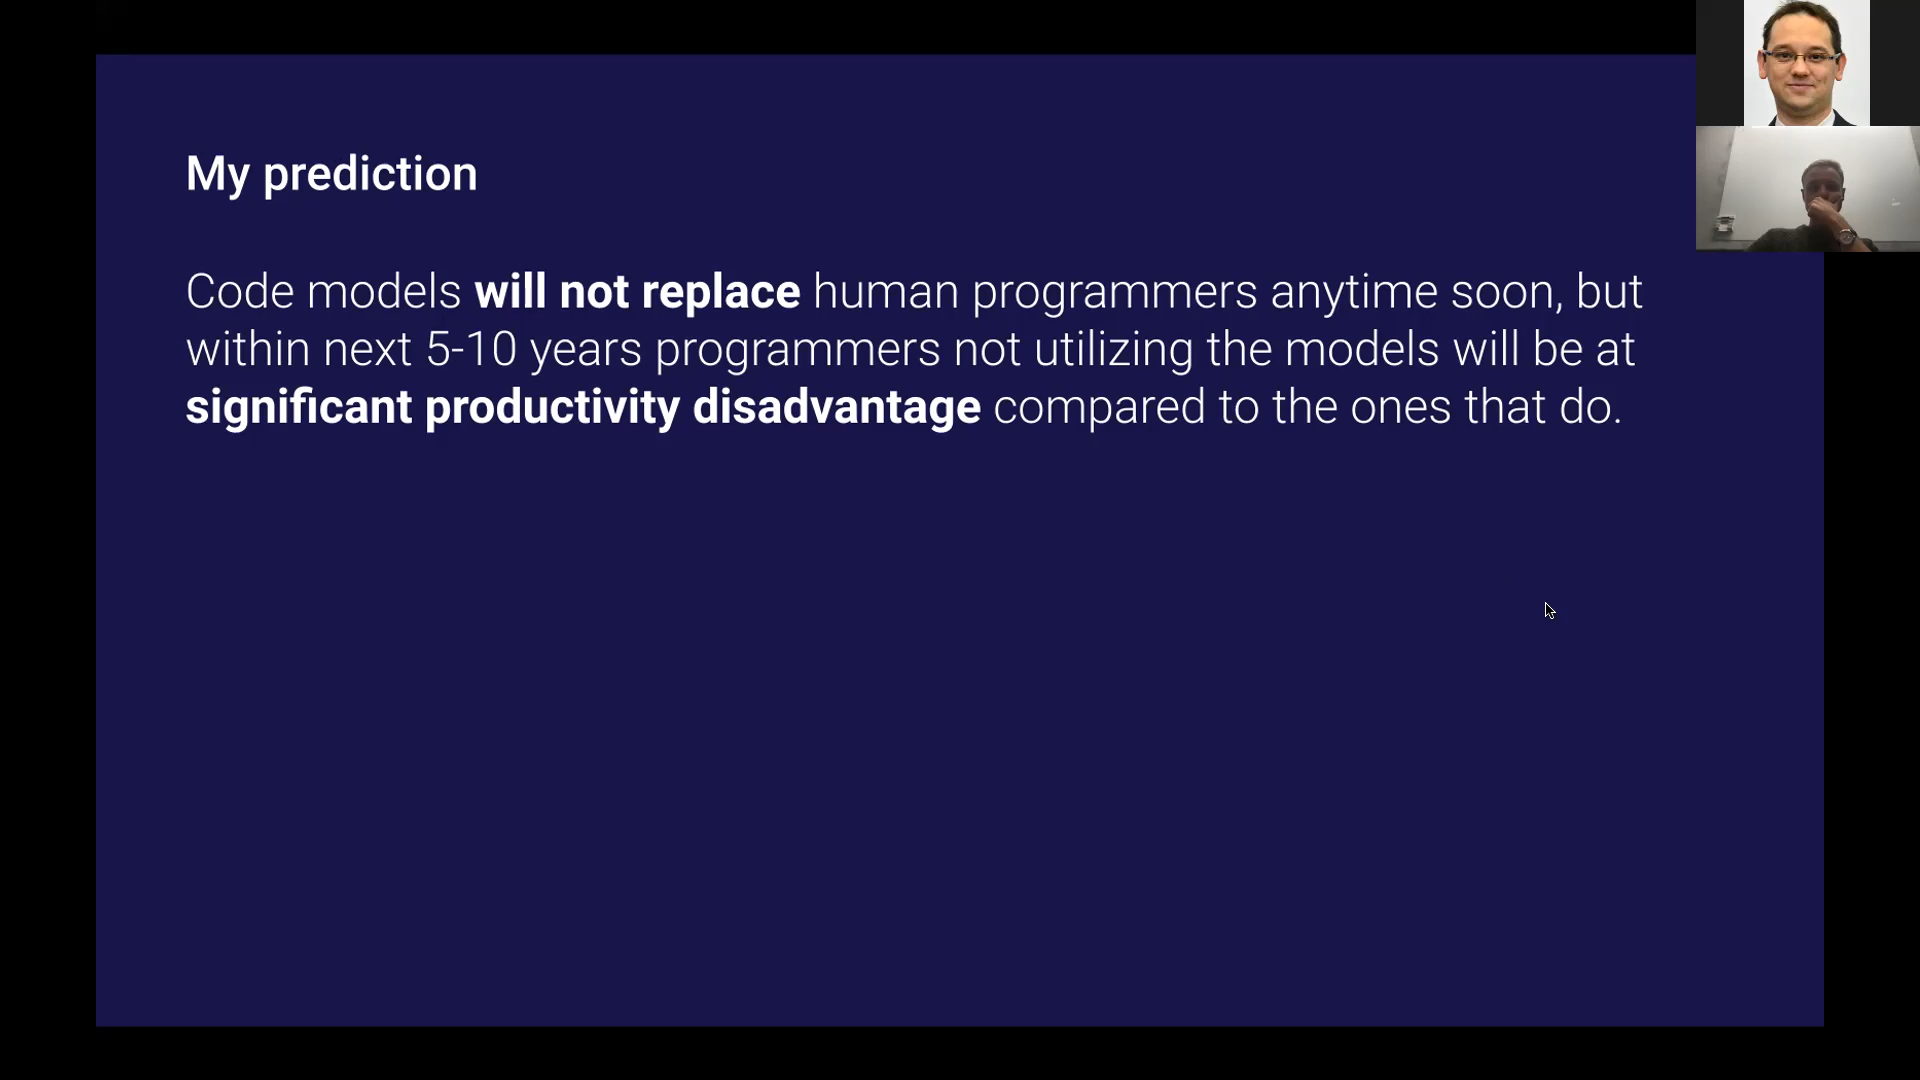 My prediction
Code models will not replace human programmers anytime soon, but
within next 5-10 years programmers not utilizing the models will be at
significant productivity disadvantage compared to the ones that do.